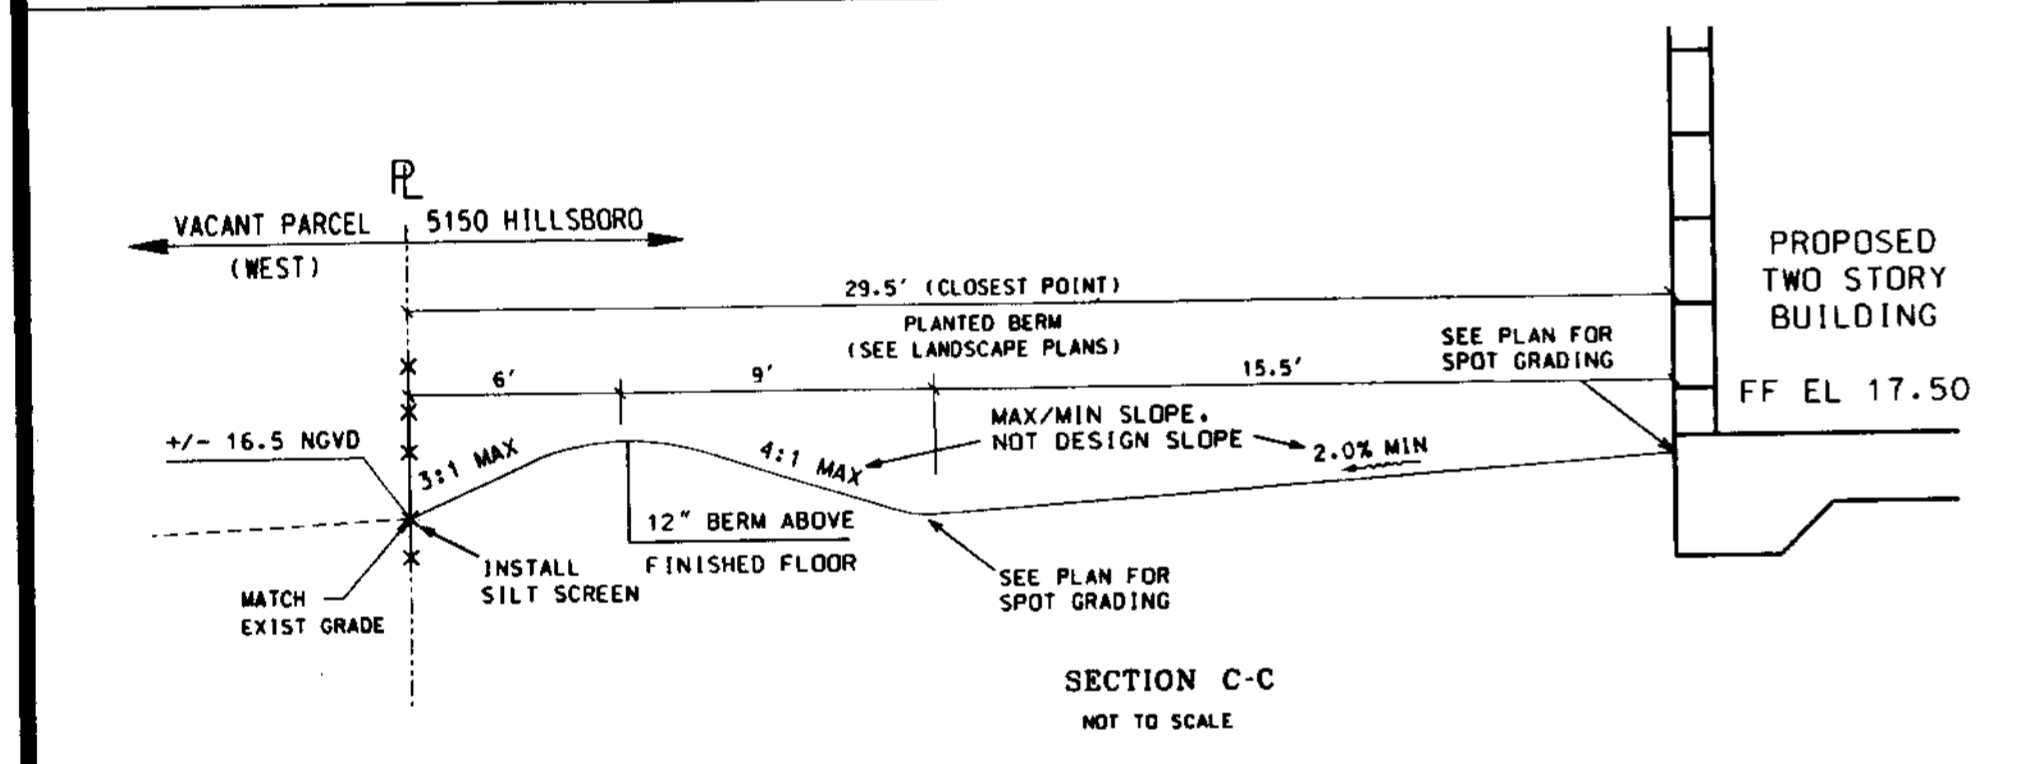 PL
VACANT PARCEL
5150 HILLSBORO
(WEST)
29.5' (CLOSEST POINT)
PLANTED BERM
(SEE LANDSCAPE PLANS)
6'
9'
15.5'
SEE PLAN FOR
SPOT GRADING
PROPOSED
TWO STORY
BUILDING
FF EL 17.50
+/- 16.5 NGVD
3:1 MAX
4:1 MAX
MAX/MIN SLOPE.
NOT DESIGN SLOPE
2.0% MIN
12" BERM ABOVE
FINISHED FLOOR
INSTALL
SILT SCREEN
MATCH
EXIST GRADE
SEE PLAN FOR
SPOT GRADING
SECTION C-C
NOT TO SCALE